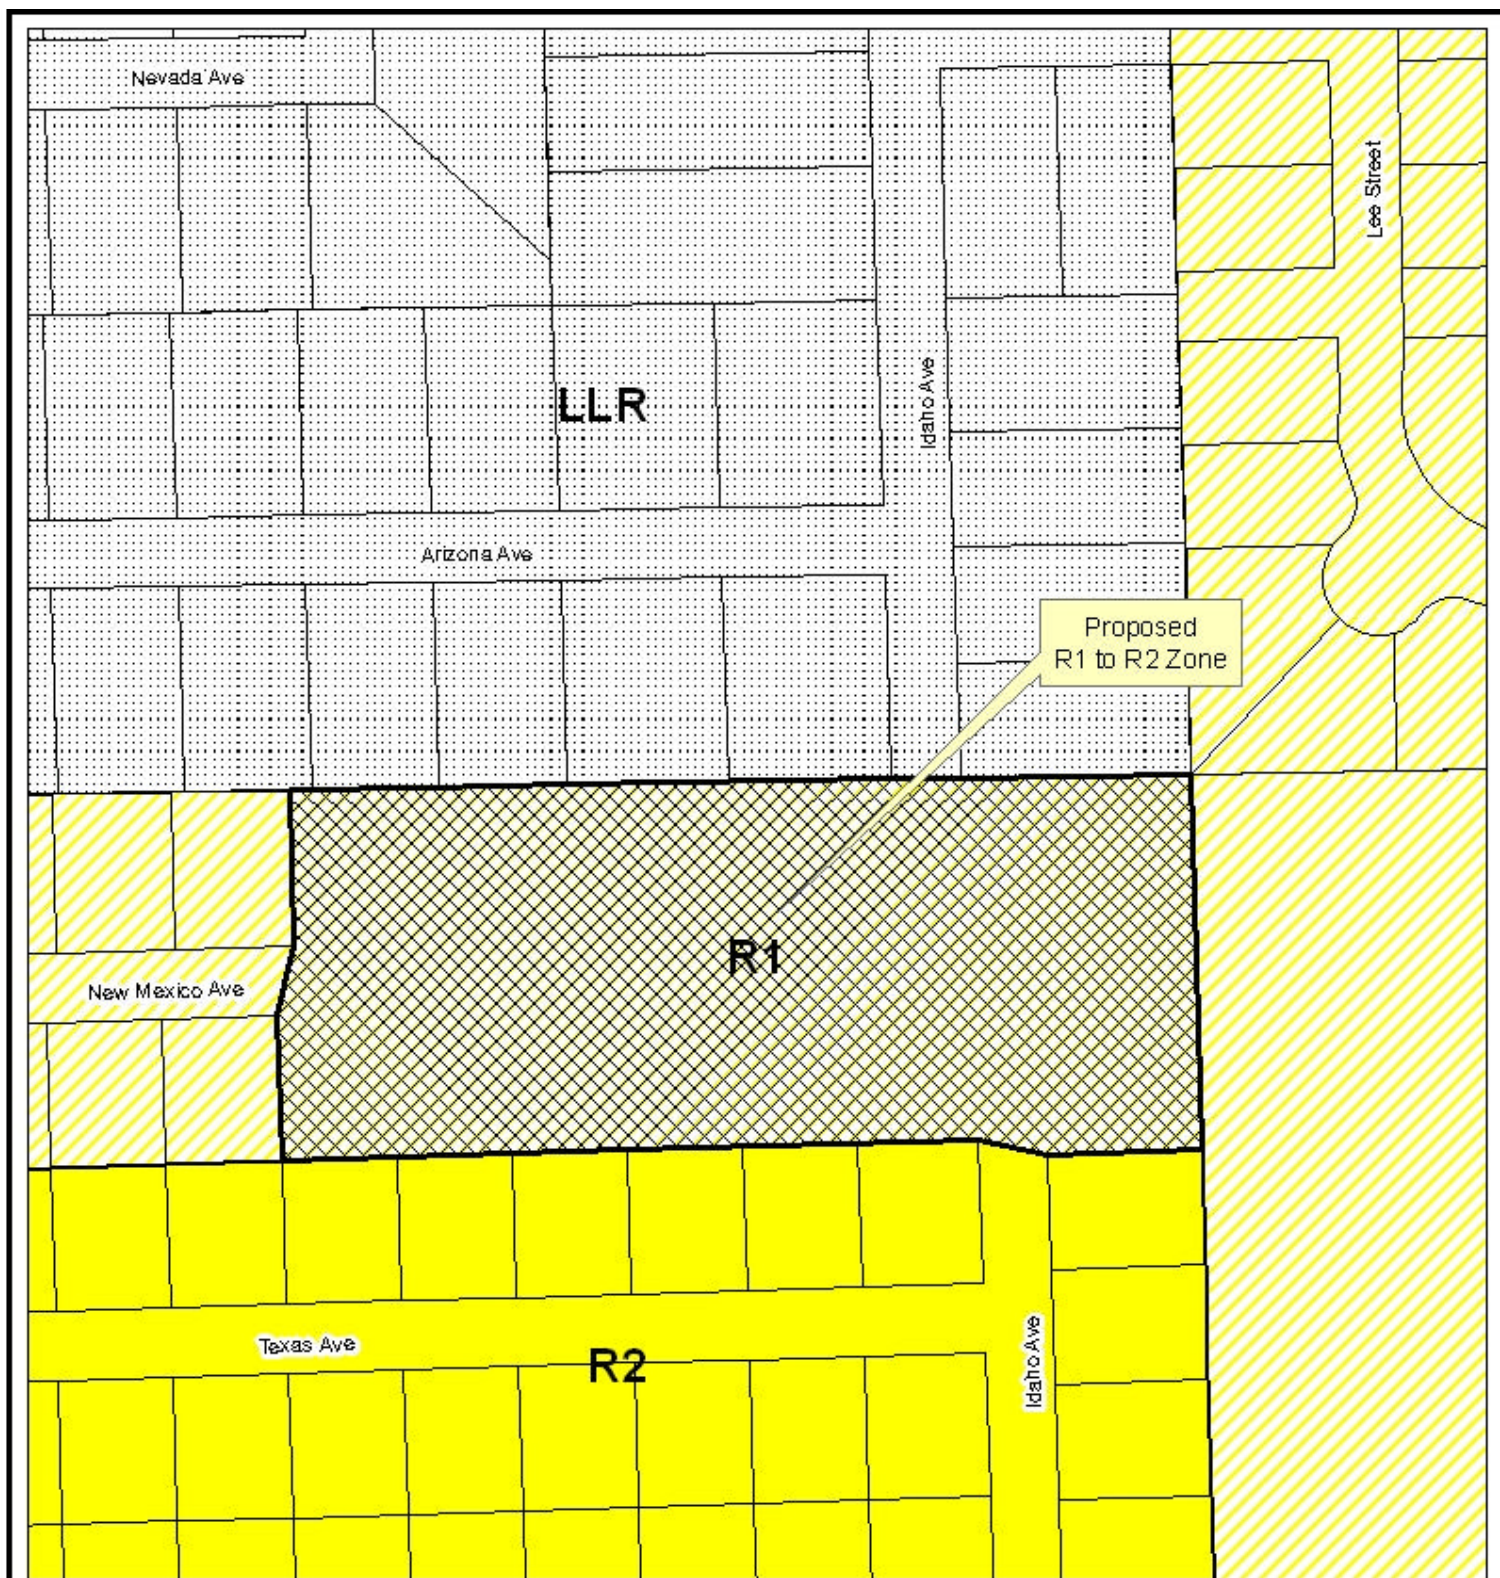 Nevada Ave
Lee Street
LLR
Idaho Ave
Arizona Ave
Proposed
R1 to R2 Zone
R1
New Mexico Ave
Texas Ave
R2
Idaho Ave